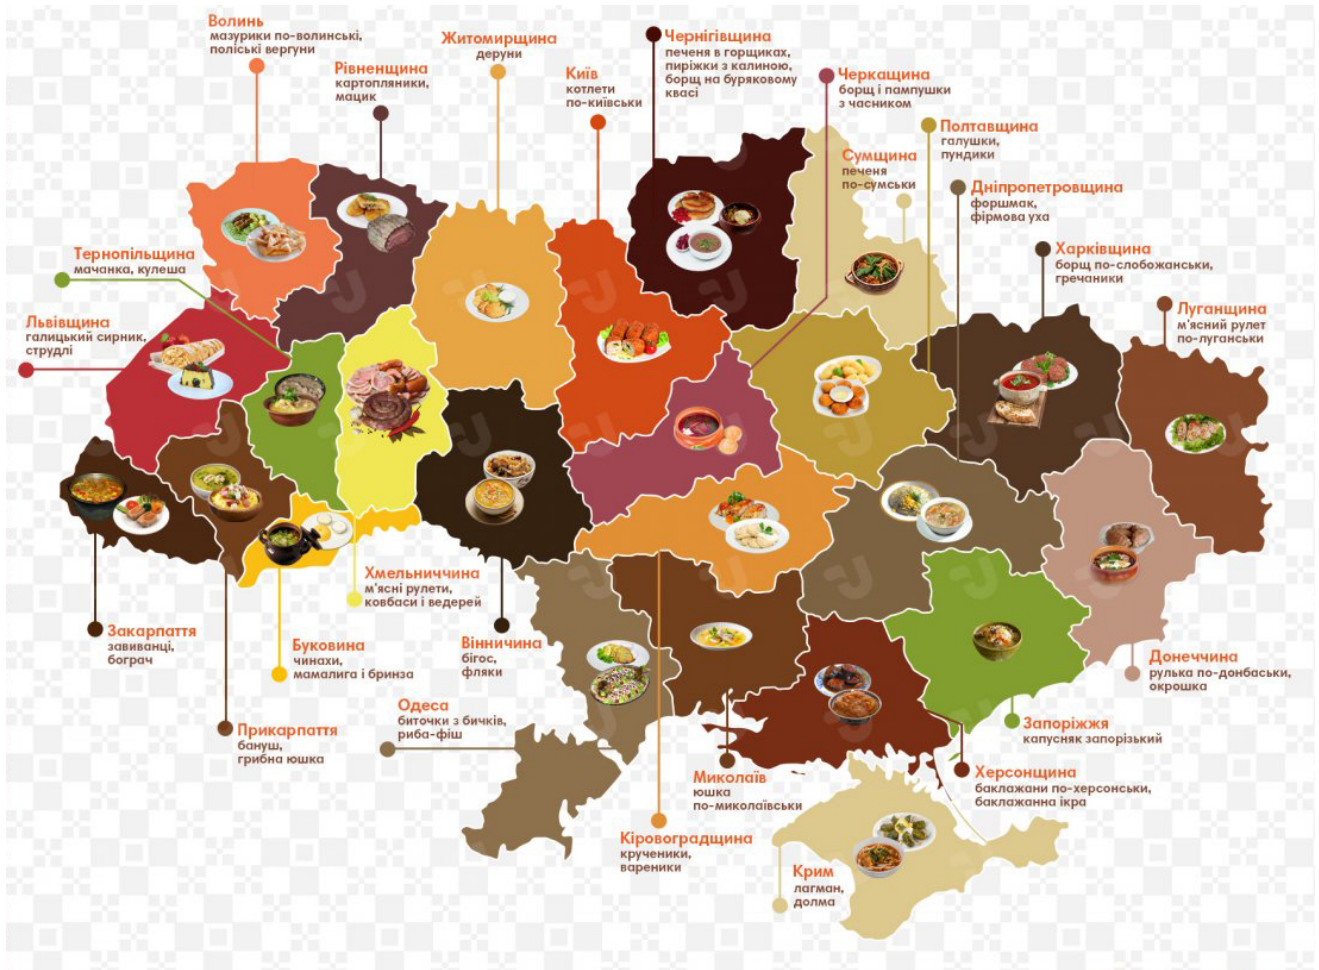 Волинь
мазурики по-волинські,
поліські вергуни
Рівненщина
картопляники,
мацик
Житомирщина
деруни
Київ
котлети
по-київськи
Чернігівщина
печеня в горщиках,
пиріжки з калиною,
борщ на буряковому
квасі
Черкащина
борщ і пампушки
з часником
Полтавщина
галушки,
пундики
Сумщина
печеня
по-сумськи
Дніпропетровщина
форшмак,
фірмова уха
Харківщина
борщ по-слобожанськи,
гречаники
Луганщина
м'ясний рулет
по-луганськи
Тернопільщина
мачанка, кулеша
Львівщина
галицький сирник,
струдлі
Закарпаття
завиванці,
бограч
Прикарпаття
бануш,
грибна юшка
Буковина
чинахи,
мамалига і бринза
Хмельниччина
м'ясні рулети,
ковбаси і ведерей
Вінничина
бігос,
фляки
Одеса
биточки з бичків,
риба-фіш
Кіровоградщина
крученики,
вареники
Миколаїв
юшка
по-миколаївськи
Крим
лагман,
долма
Херсонщина
баклажани по-херсонськи,
баклажанна ікра
Запоріжжя
капусняк запорізький
Донеччина
рулька по-донбаськи,
окрошка